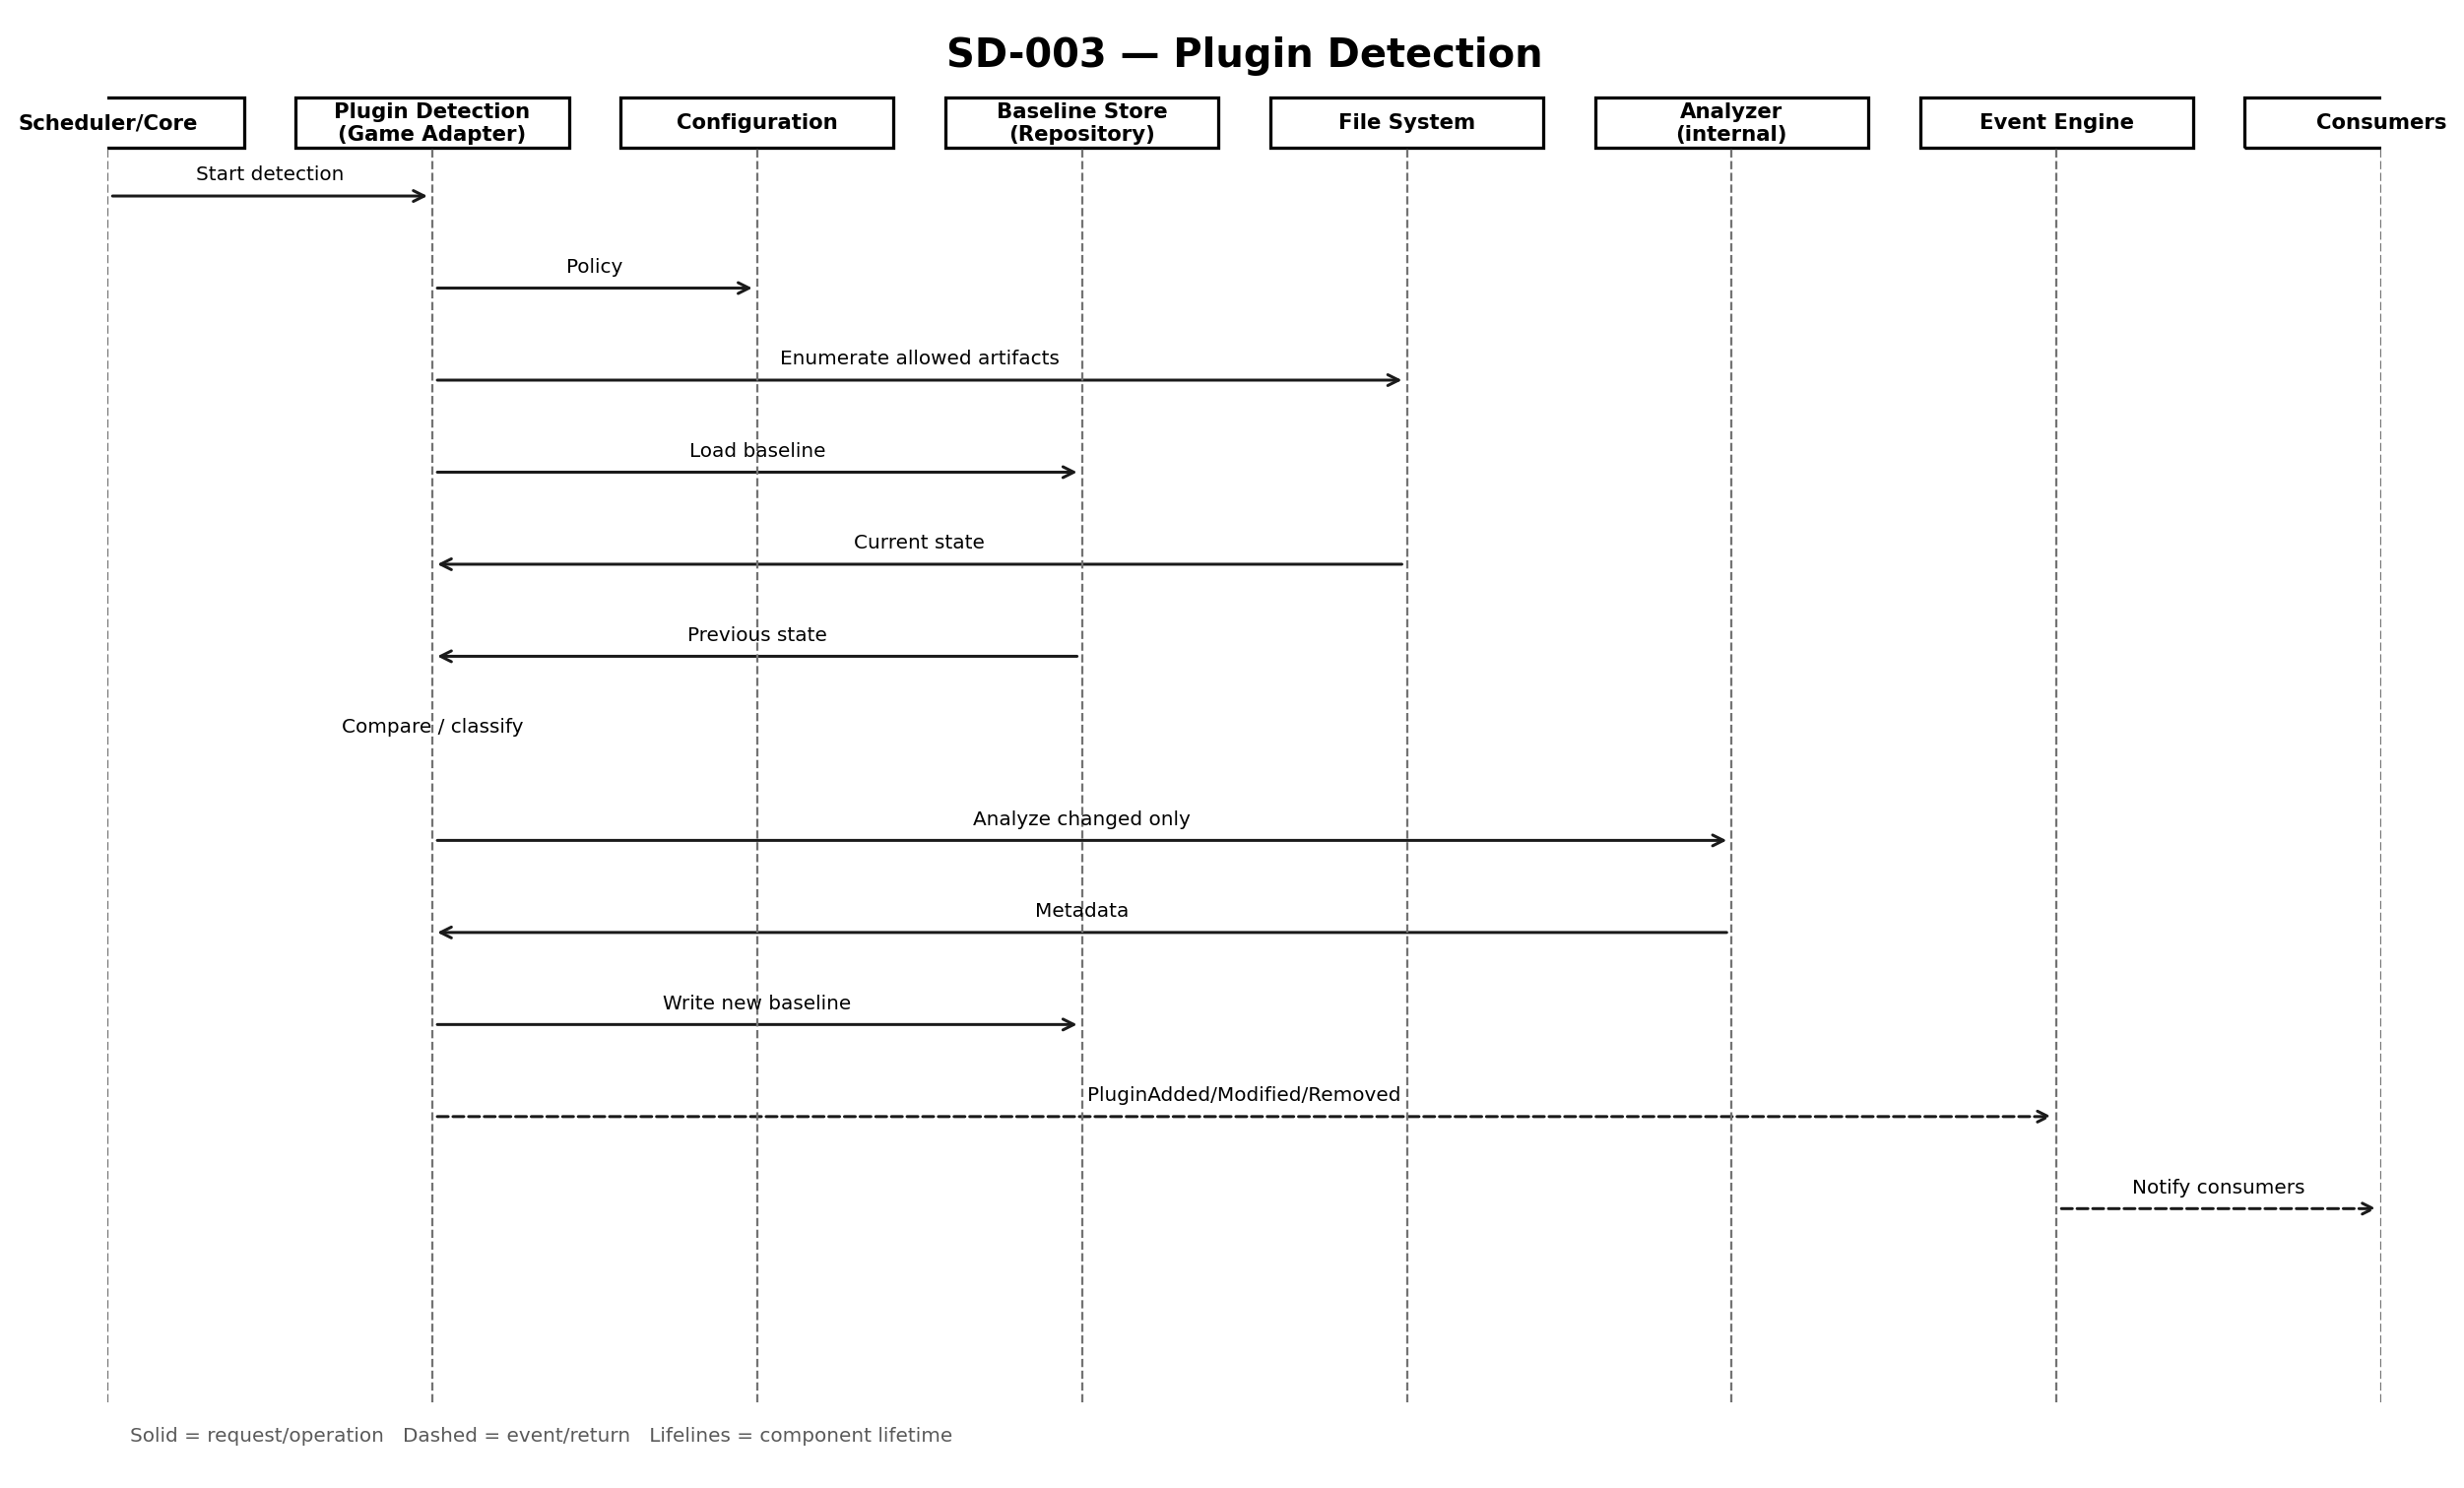 SD-003 — Plugin Detection
Scheduler/Core
Plugin Detection
(Game Adapter)
Configuration
Baseline Store
(Repository)
File System
Analyzer
(internal)
Event Engine
Consumers
Start detection
Policy
Enumerate allowed artifacts
Load baseline
Current state
Previous state
Compare / classify
Analyze changed only
Metadata
Write new baseline
PluginAdded/Modified/Removed
Notify consumers
Solid = request/operation   Dashed = event/return   Lifelines = component lifetime